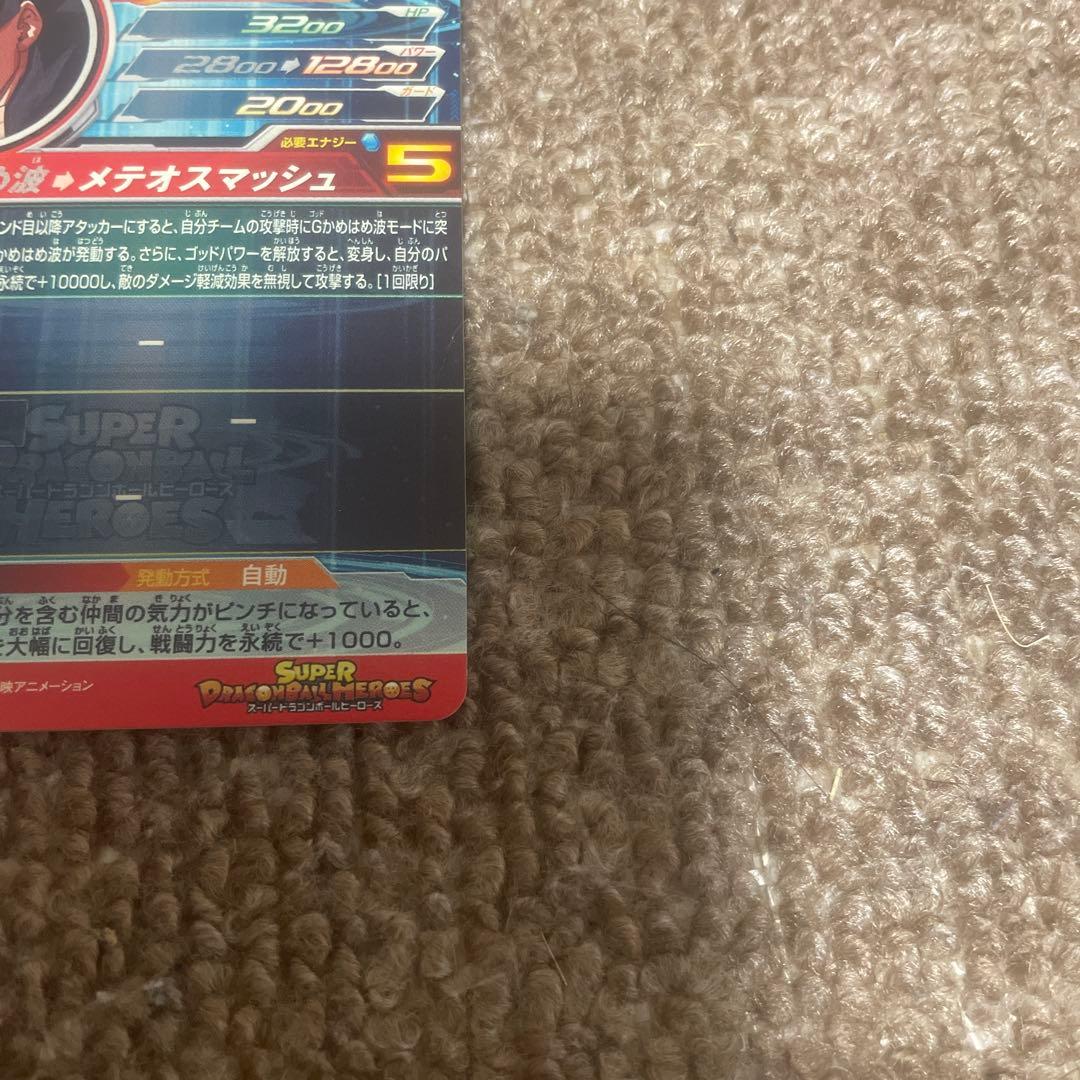 HP
3200
パワー
2800➡12800
ガード
2000
必要エナジー 5
め波➡メテオスマッシュ
ンド目以降アタッカーにすると、自分チームの攻撃時にGかめはめ波モードに突
かめはめ波が発動する。さらに、ゴッドパワーを解放すると、変身し、自分のパ
永続で+10000し、敵のダメージ軽減効果を無視して攻撃する。[1回限り]
SUPER
DRAGONBALL
スーパードラゴンボールヒーローズ
HEROES
発動方式 自動
分を含む仲間の気力がピンチになっていると、
を大幅に回復し、戦闘力を永続で+1000。
映アニメーション
SUPER
DRAGONBALL HEROES
スーパードラゴンボールヒーローズ